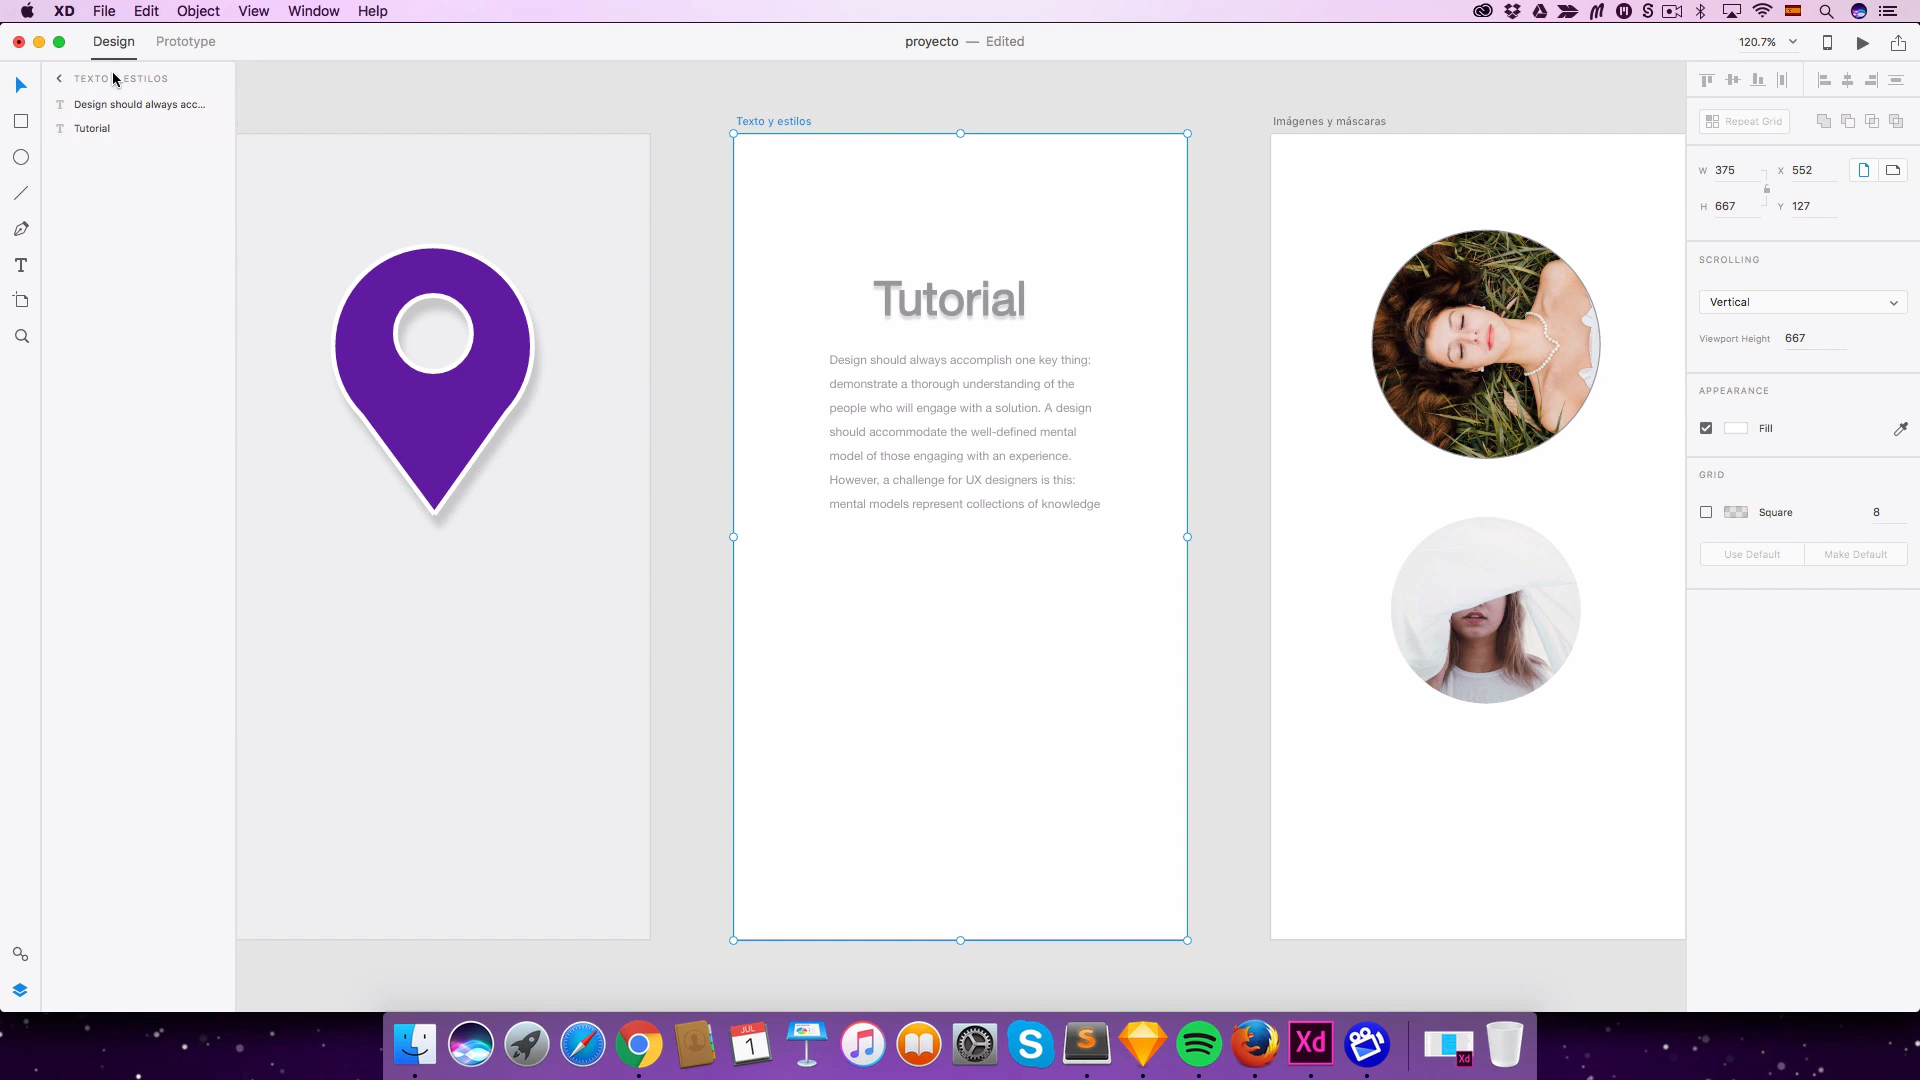 XD File Edit Object View Window Help
Design Prototype
proyecto — Edited
120.7%
TEXTO ESTILOS
Design should always acc...
Tutorial
Texto y estilos
Tutorial
Design should always accomplish one key thing:
demonstrate a thorough understanding of the
people who will engage with a solution. A design
should accommodate the well-defined mental
model of those engaging with an experience.
However, a challenge for UX designers is this:
mental models represent collections of knowledge
Imágenes y máscaras
Repeat Grid
W 375 X 552
H 667 Y 127
SCROLLING
Vertical
Viewport Height 667
APPEARANCE
Fill
GRID
Square 8
Use Default Make Default
JUL
1
S
Xd
Xd